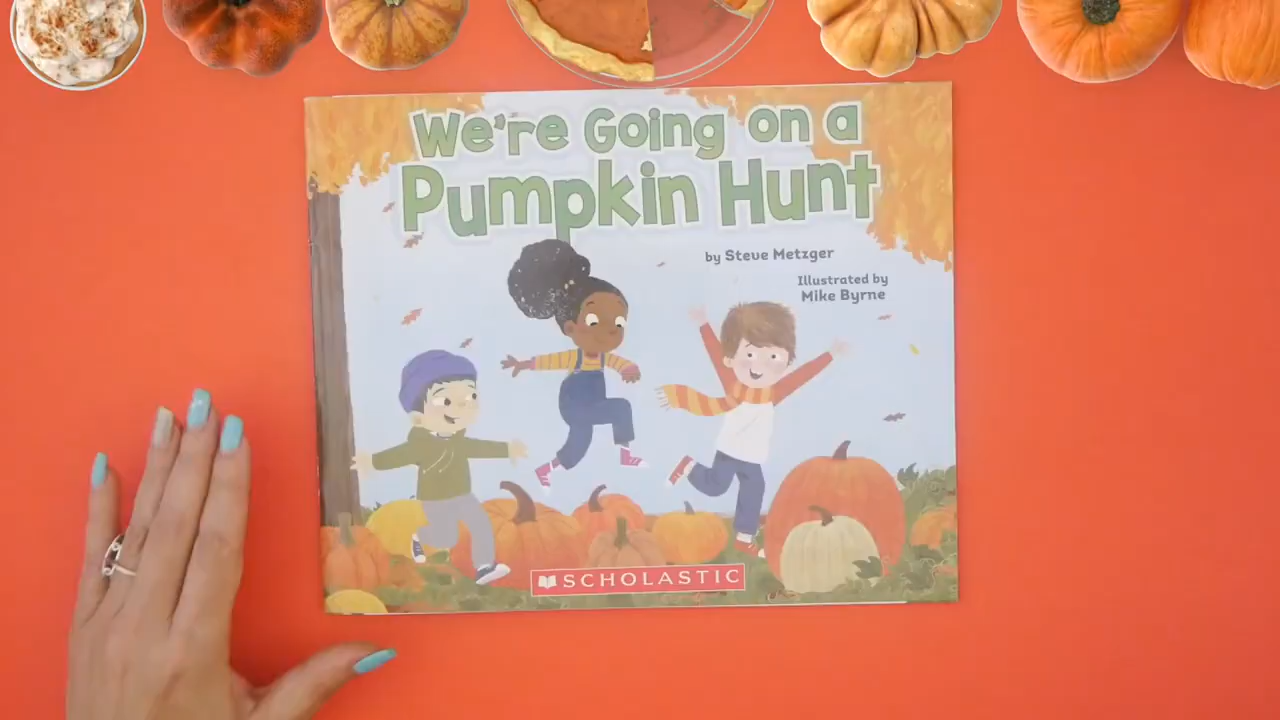 We're Going on a
Pumpkin Hunt
by Steve Metzger
Illustrated by
Mike Byrne
SCHOLASTIC